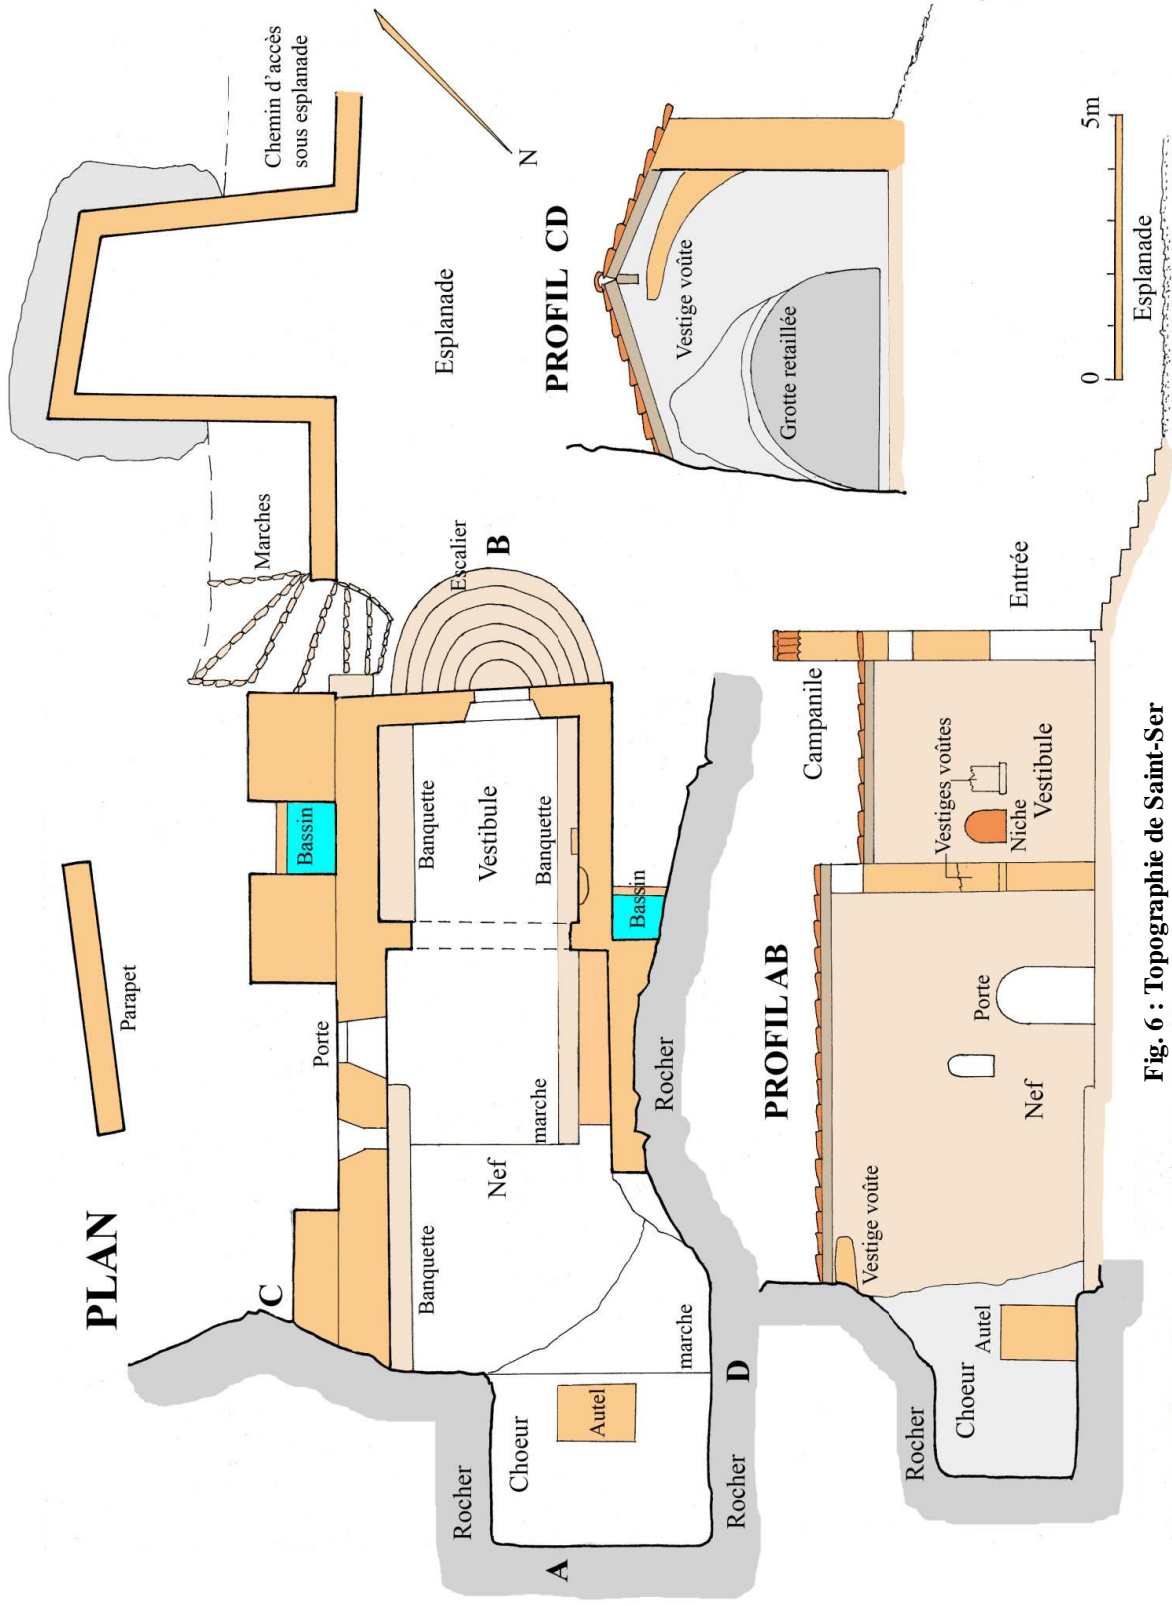 PLAN
Parapet
Chemin d'accès
sous esplanade
N
Marches
Esplanade
Bassin
Porte
C
Escalier
B
Banquette
Vestibule
Banquette
Bassin
marche
Nef
Banquette
Rocher
marche
D
Choeur
Autel
Rocher
Rocher
A
PROFIL CD
Vestige voûte
Grotte retaillée
0
5m
Esplanade
PROFIL AB
Campanile
Entrée
Vestiges voûtes
Niche
Vestibule
Porte
Nef
Vestige voûte
Autel
Choeur
Rocher
Fig. 6 : Topographie de Saint-Ser